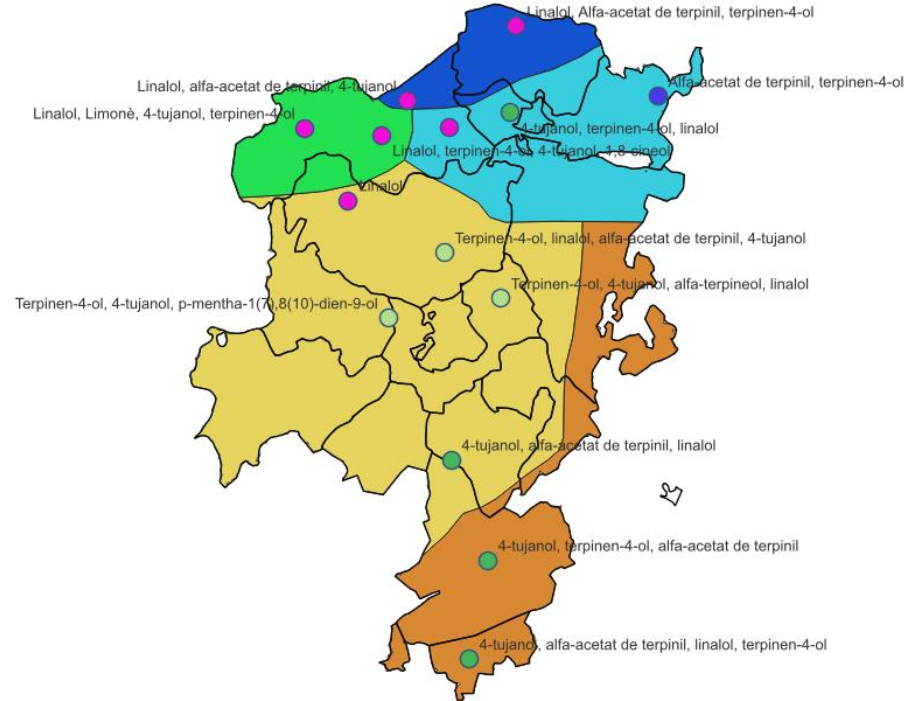 Linalol, Alfa-acetat de terpinil, terpinen-4-ol
Linalol, alfa-acetat de terpinil, 4-tujanol
Alfa-acetat de terpinil, terpinen-4-ol
Linalol, Limonè, 4-tujanol, terpinen-4-ol
4-tujanol, terpinen-4-ol, linalol
Linalol, terpinen-4-ol, 4-tujanol, 1,8-cineol
Linalol
Terpinen-4-ol, linalol, alfa-acetat de terpinil, 4-tujanol
Terpinen-4-ol, 4-tujanol, alfa-terpineol, linalol
Terpinen-4-ol, 4-tujanol, p-mentha-1(7),8(10)-dien-9-ol
4-tujanol, alfa-acetat de terpinil, linalol
4-tujanol, terpinen-4-ol, alfa-acetat de terpinil
4-tujanol, alfa-acetat de terpinil, linalol, terpinen-4-ol